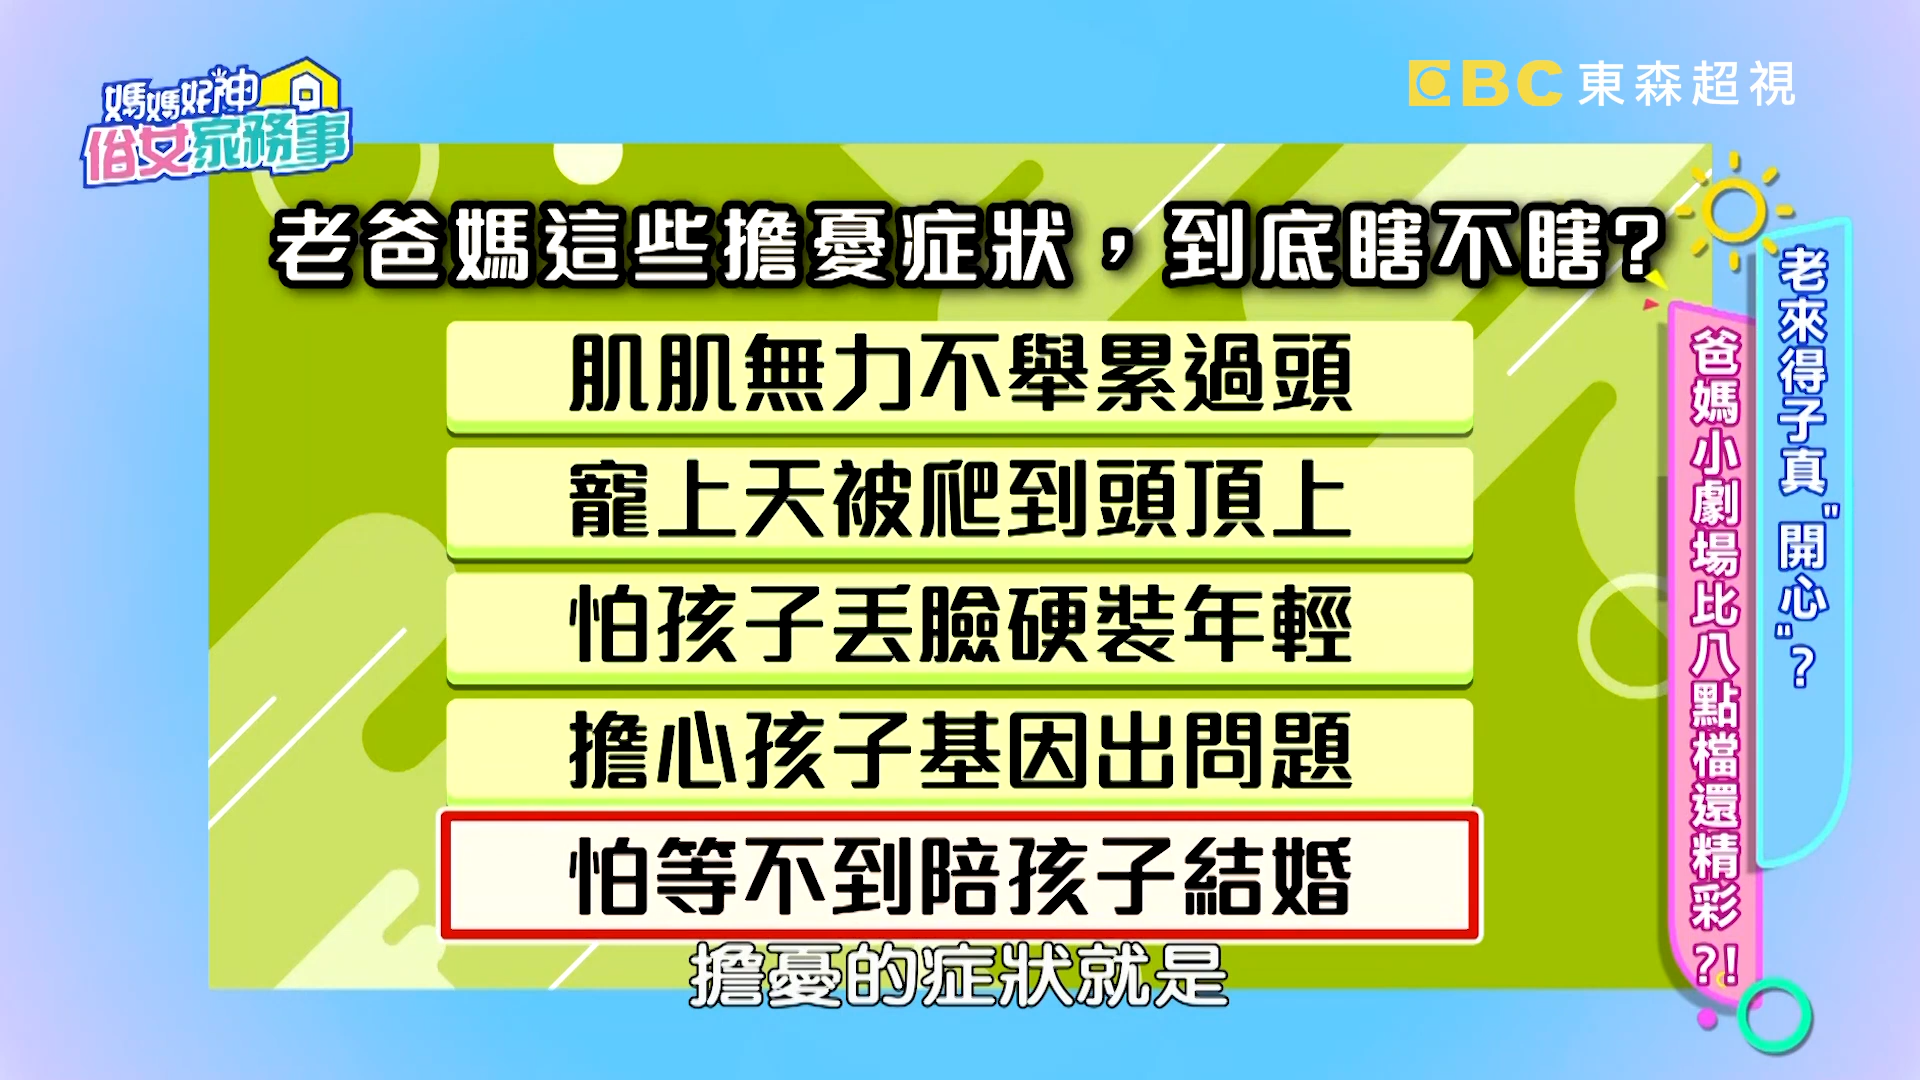 媽媽好神
俗女家務事
EBC 東森超視
老爸媽這些擔憂症狀，到底瞎不瞎?
肌肌無力不舉累過頭
寵上天被爬到頭頂上
怕孩子丟臉硬裝年輕
擔心孩子基因出問題
怕等不到陪孩子結婚
擔憂的症狀就是
老來得子真"開心"?
爸媽小劇場比八點檔還精彩?!